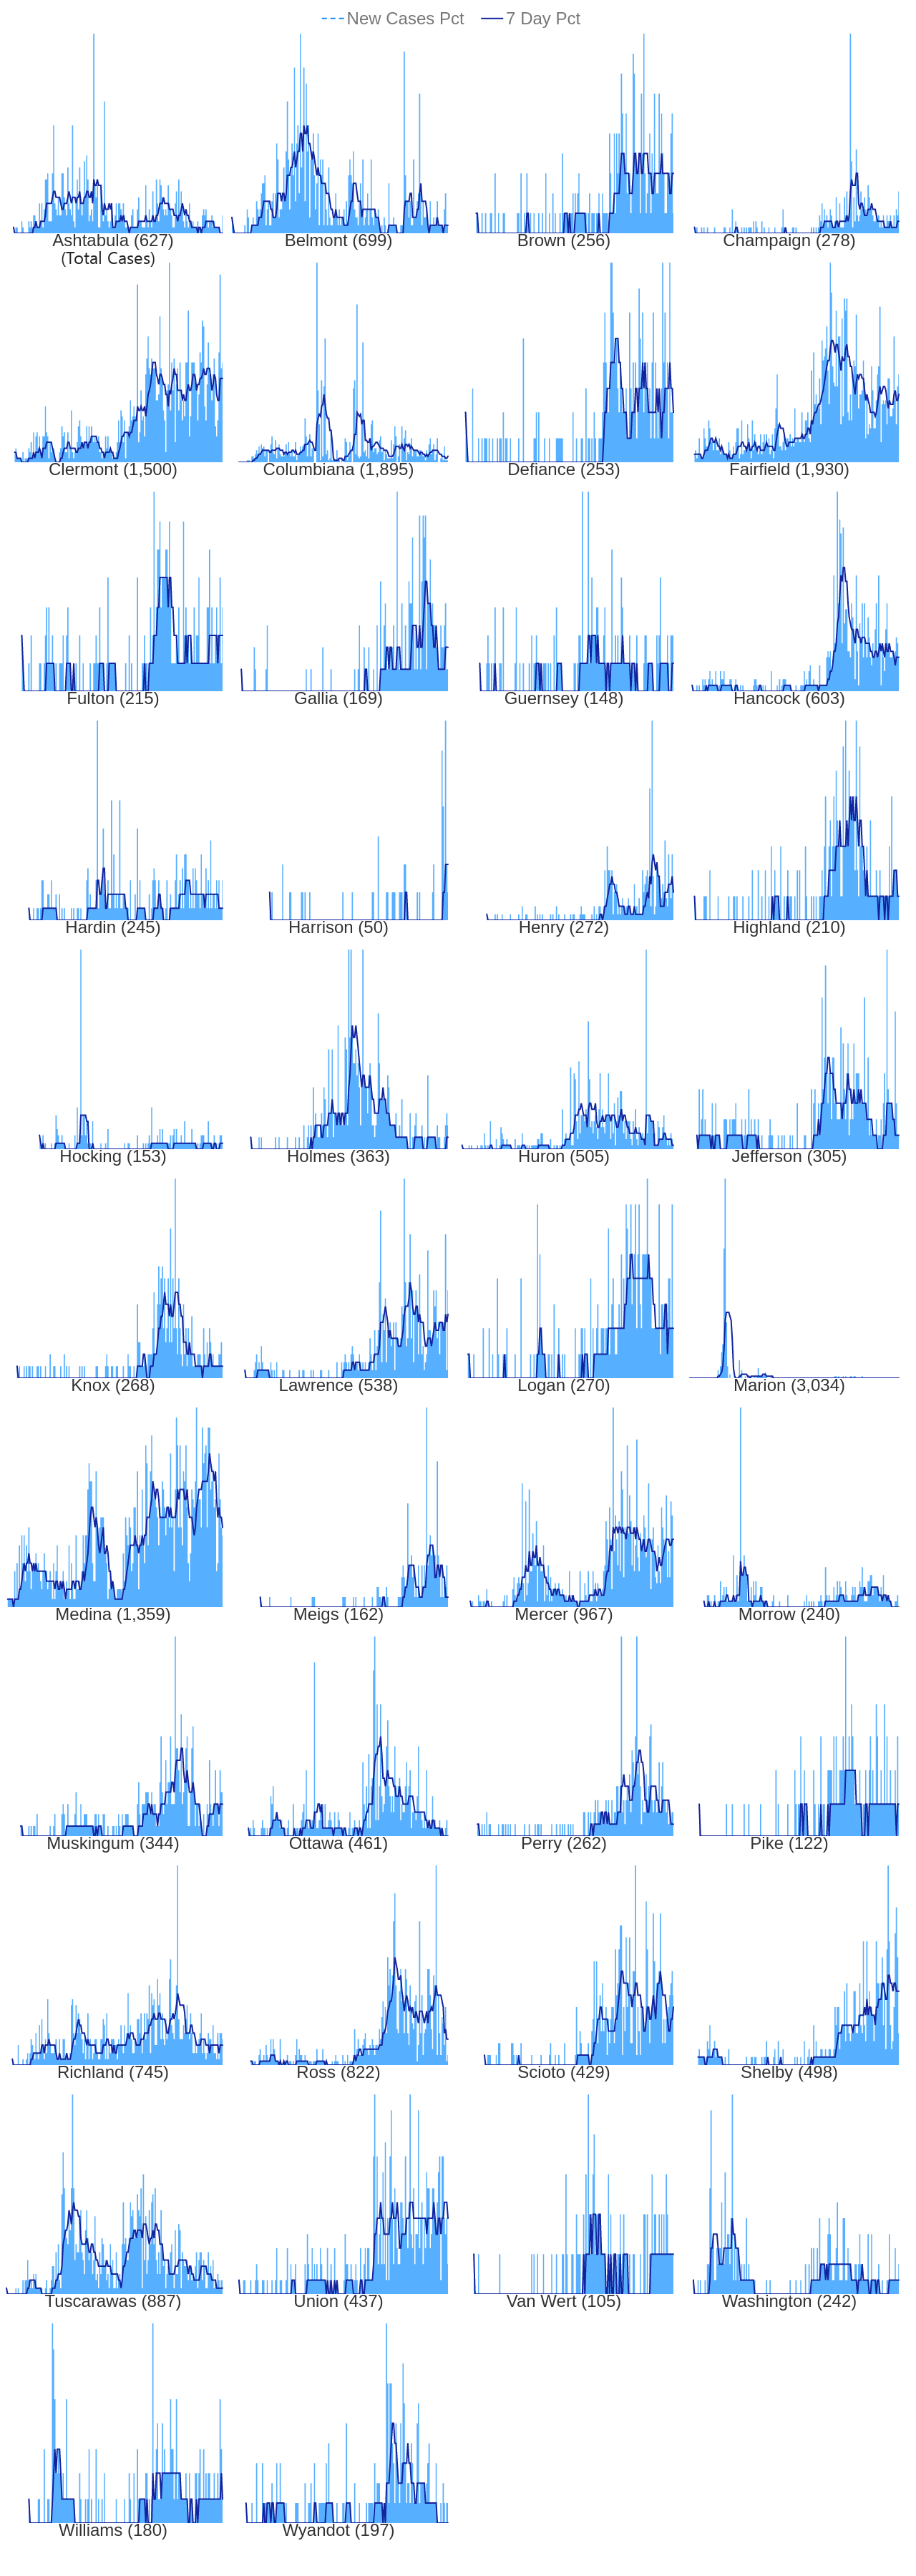 New Cases Pct 7 Day Pct
Ashtabula (627) Belmont (699) Brown (256) Champaign (278)
(Total Cases)
Clermont (1,500) Columbiana (1,895) Defiance (253) Fairfield (1,930)
Fulton (215) Gallia (169) Guernsey (148) Hancock (603)
Hardin (245) Harrison (50) Henry (272) Highland (210)
Hocking (153) Holmes (363) Huron (505) Jefferson (305)
Knox (268) Lawrence (538) Logan (270) Marion (3,034)
Medina (1,359) Meigs (162) Mercer (967) Morrow (240)
Muskingum (344) Ottawa (461) Perry (262) Pike (122)
Richland (745) Ross (822) Scioto (429) Shelby (498)
Tuscarawas (887) Union (437) Van Wert (105) Washington (242)
Williams (180) Wyandot (197)